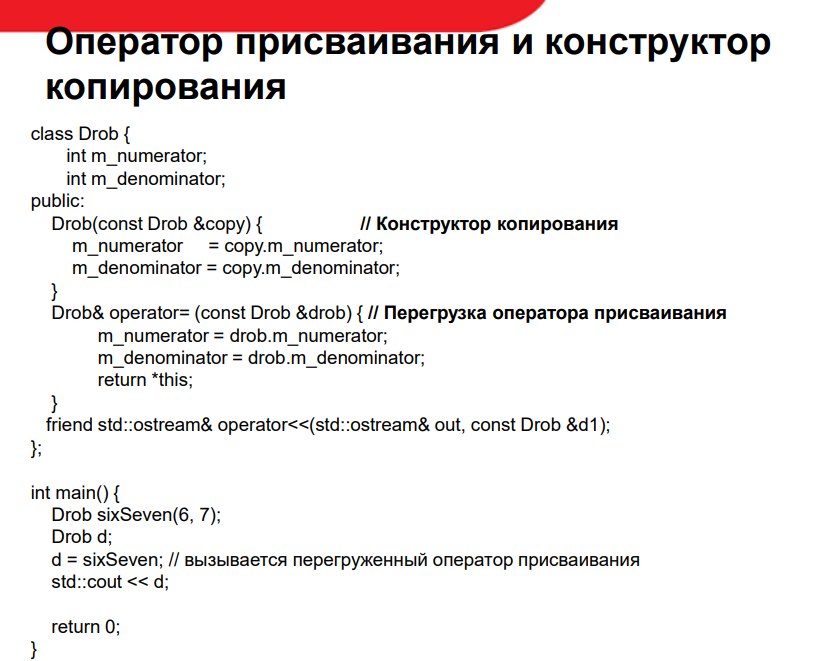 Оператор присваивания и конструктор
копирования
class Drob {
int m_numerator;
int m_denominator;
public:
Drob(const Drob &copy) { // Конструктор копирования
m_numerator = copy.m_numerator;
m_denominator = copy.m_denominator;
}
Drob& operator= (const Drob &drob) { // Перегрузка оператора присваивания
m_numerator = drob.m_numerator;
m_denominator = drob.m_denominator;
return *this;
}
friend std::ostream& operator<<(std::ostream& out, const Drob &d1);
};
int main() {
Drob sixSeven(6, 7);
Drob d;
d = sixSeven; // вызывается перегруженный оператор присваивания
std::cout << d;
return 0;
}